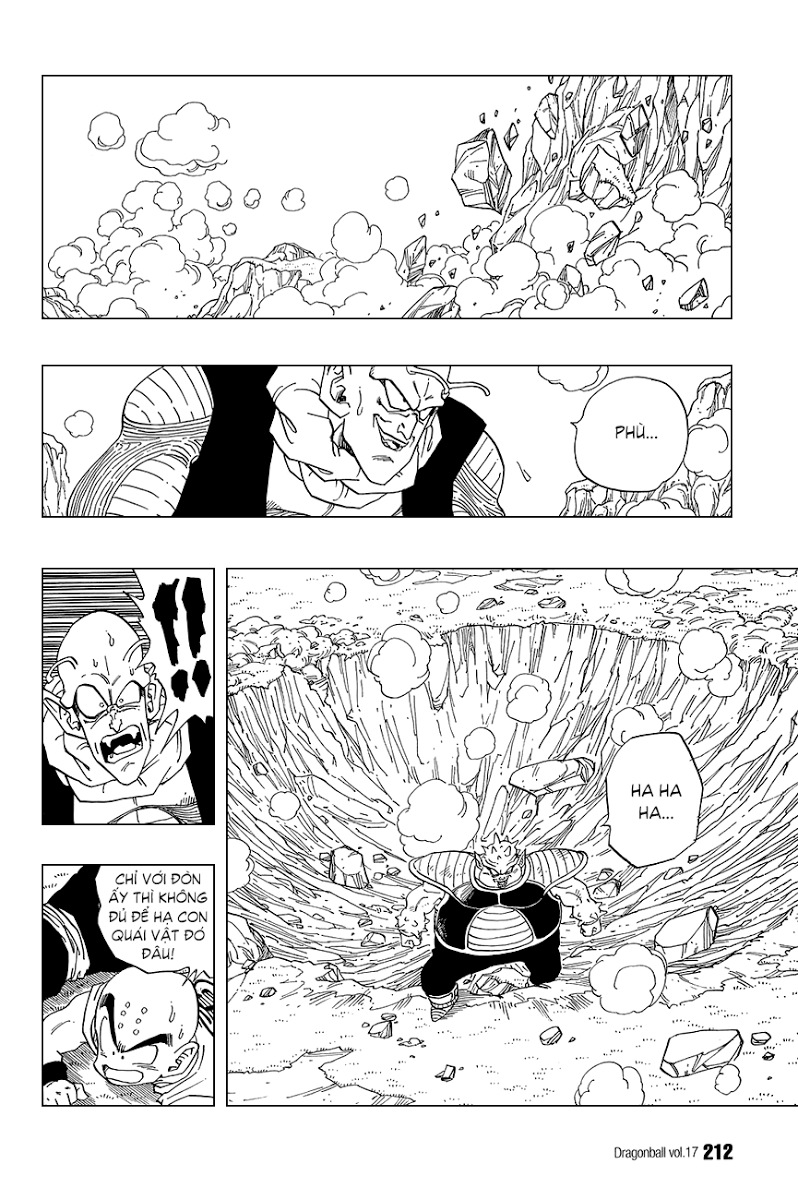 PHÙ...
HA HA
HA...
CHỈ VỚI ĐÒN
ẤY THÌ KHÔNG
ĐỦ ĐỂ HẠ CON
QUÁI VẬT ĐÓ
ĐÂU!
!!
Dragonball vol.17 212